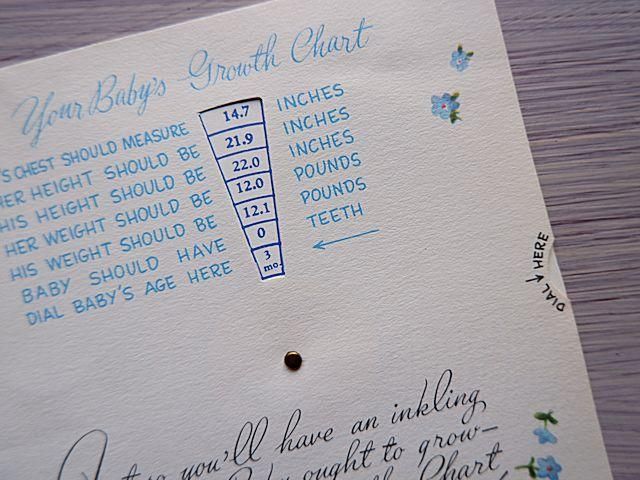 Your Baby's Growth Chart
'S CHEST SHOULD MEASURE 14.7 INCHES
HER HEIGHT SHOULD BE 21.9 INCHES
HIS HEIGHT SHOULD BE 22.0 INCHES
HER WEIGHT SHOULD BE 12.0 POUNDS
HIS WEIGHT SHOULD BE 12.1 POUNDS
BABY SHOULD HAVE 0 TEETH
DIAL BABY'S AGE HERE 3 mo.
DIAL HERE
so you'll have an inkling
ought to grow—
Chart